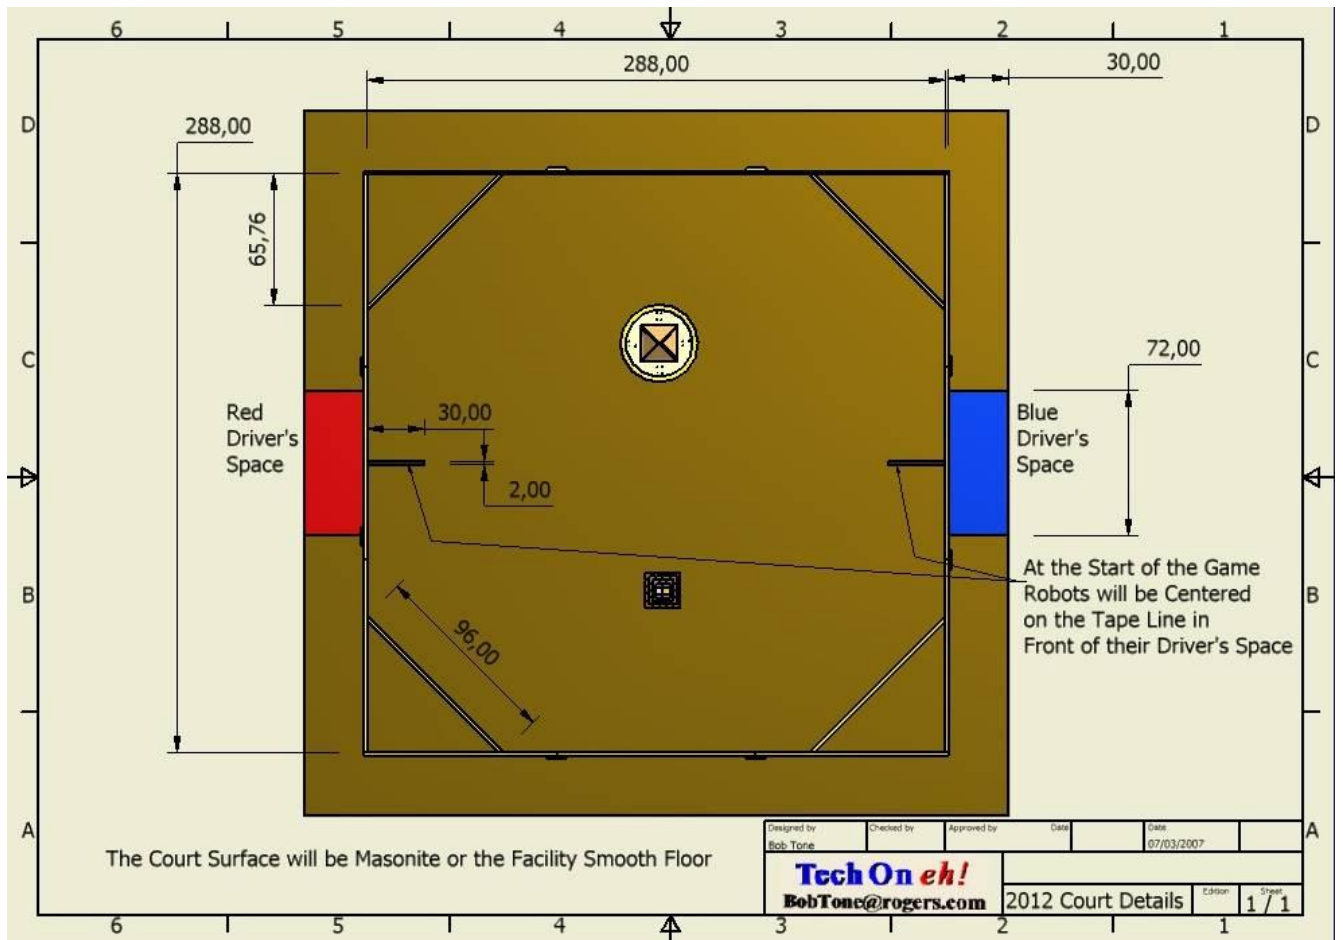 6 5 4 3 2 1
288,00
30,00
D
D
288,00
65,76
C
72,00
C
Red
Driver's
Space
30,00
Blue
Driver's
Space
2,00
B
96,00
At the Start of the Game
Robots will be Centered
on the Tape Line in
Front of their Driver's Space
B
A
The Court Surface will be Masonite or the Facility Smooth Floor
Designed by
Bob Tone
Checked by
Approved by
Date
Date
07/03/2007
A
Tech On eh!
BobTone@rogers.com
2012 Court Details
Edition
Sheet
1 / 1
6 5 4 3 2 1